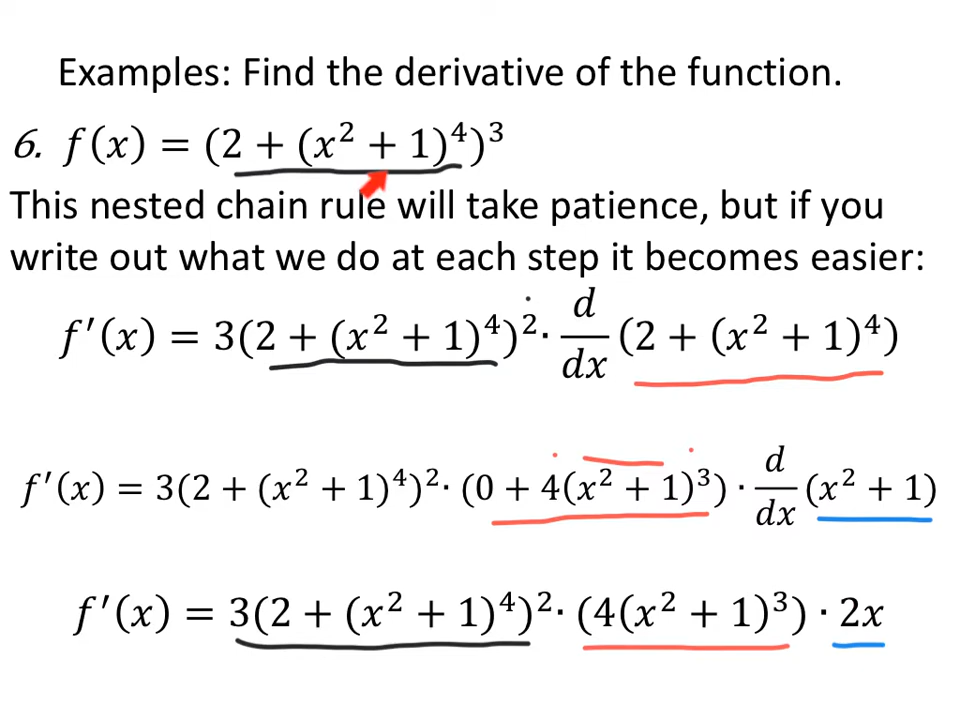 Examples: Find the derivative of the function.
6. f(x) = (2 + (x² + 1)⁴)³
This nested chain rule will take patience, but if you
write out what we do at each step it becomes easier:
f′(x) = 3(2 + (x² + 1)⁴)²· d/dx (2 + (x² + 1)⁴)
f′(x) = 3(2 + (x² + 1)⁴)²· (0 + 4(x² + 1)³) · d/dx (x² + 1)
f′(x) = 3(2 + (x² + 1)⁴)²· (4(x² + 1)³) · 2x